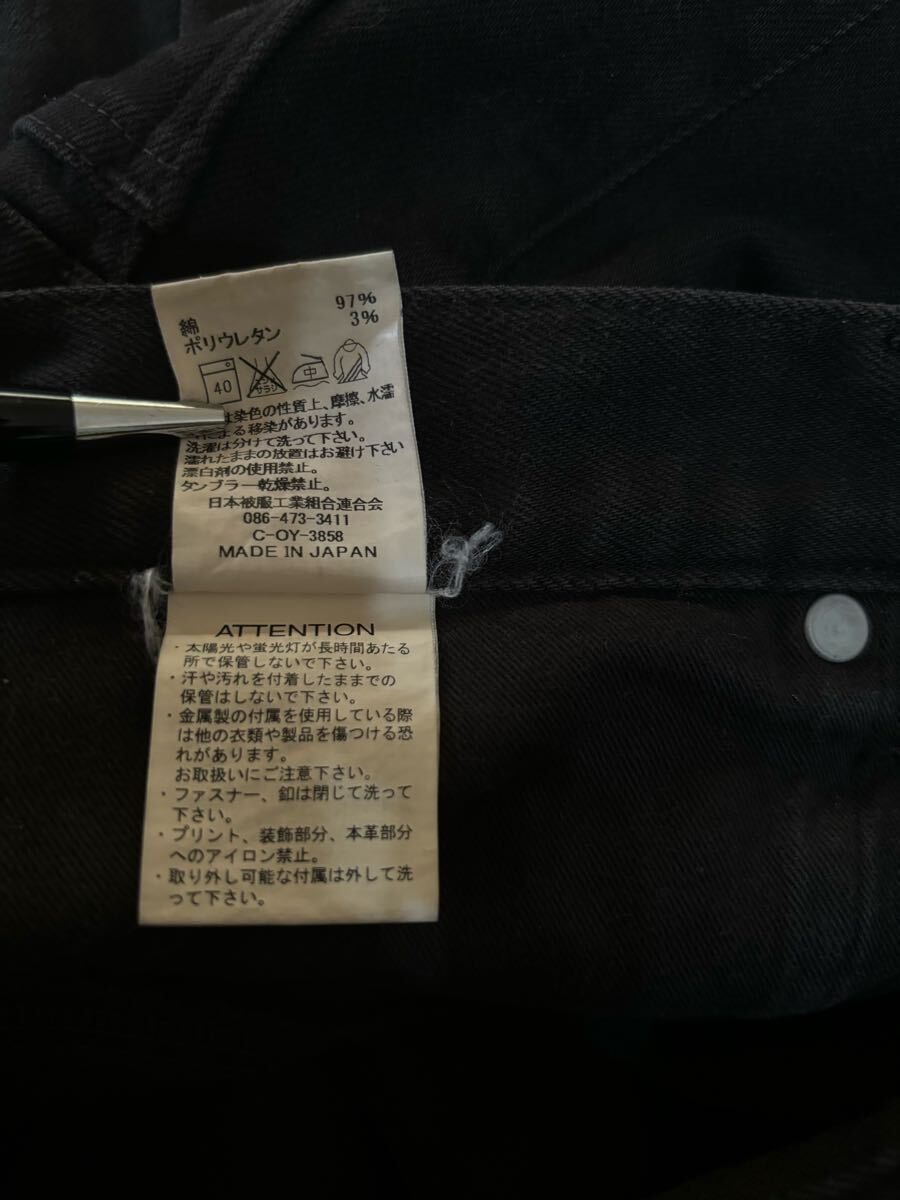 綿 97%
ポリウレタン 3%
40 エンソ サラシ 中
は染色の性質上、摩擦、水濡
による移染があります。
洗濯は分けて洗って下さい。
濡れたままの放置はお避け下さい
漂白剤の使用禁止。
タンブラー乾燥禁止。
日本被服工業組合連合会
086-473-3411
C-OY-3858
MADE IN JAPAN
ATTENTION
・太陽光や蛍光灯が長時間あたる
所で保管しないで下さい。
・汗や汚れを付着したままでの
保管はしないで下さい。
・金属製の付属を使用している際
は他の衣類や製品を傷つける恐
れがあります。
お取扱いにご注意下さい。
・ファスナー、釦は閉じて洗って
下さい。
・プリント、装飾部分、本革部分
へのアイロン禁止。
・取り外し可能な付属は外して洗
って下さい。